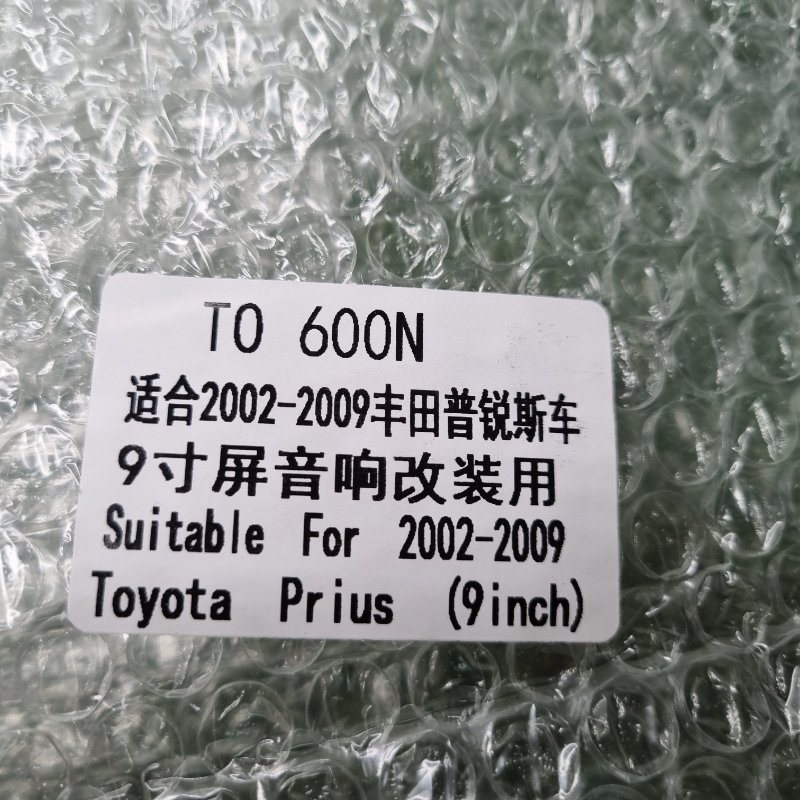 TO 600N
适合2002-2009丰田普锐斯车
9寸屏音响改装用
Suitable For 2002-2009
Toyota Prius (9inch)